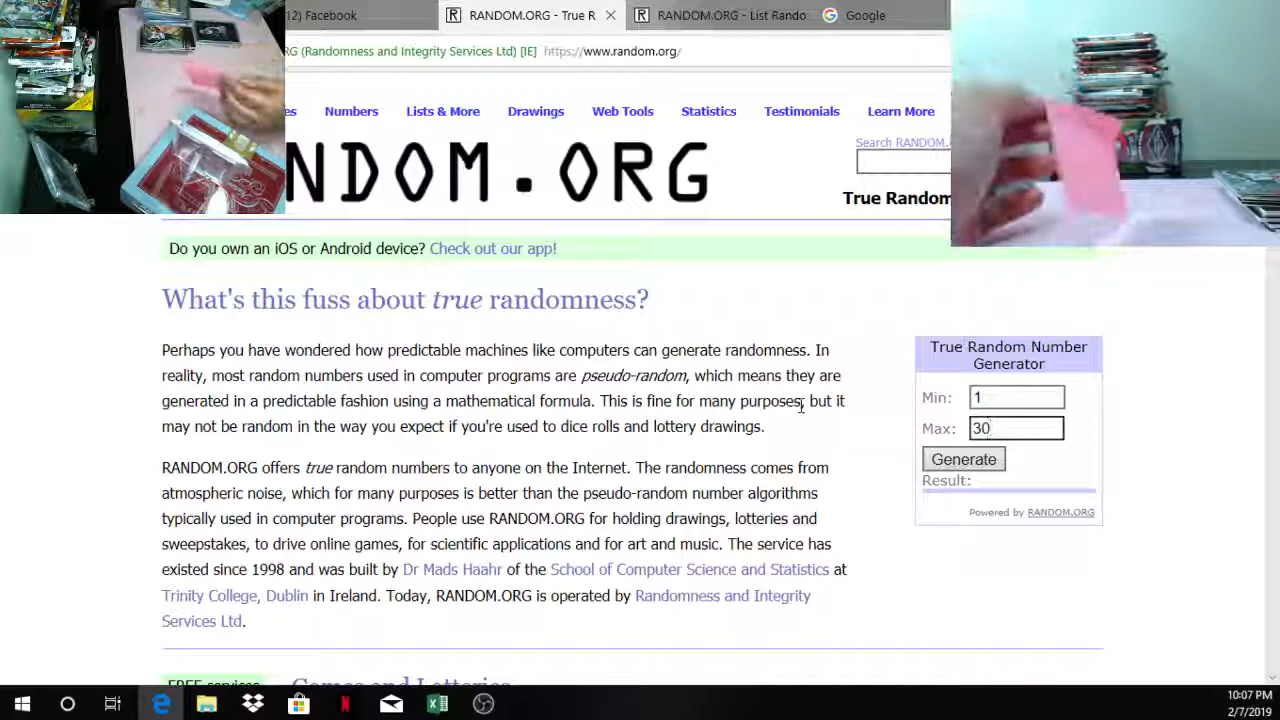 12) Facebook
RANDOM.ORG - True R
RANDOM.ORG - List Rando
Google
RG (Randomness and Integrity Services Ltd) [IE] https://www.random.org/
es Numbers Lists & More Drawings Web Tools Statistics Testimonials Learn More
Search RANDOM.
NDOM.ORG
True Random
Do you own an iOS or Android device? Check out our app!
What's this fuss about true randomness?
Perhaps you have wondered how predictable machines like computers can generate randomness. In
reality, most random numbers used in computer programs are pseudo-random, which means they are
generated in a predictable fashion using a mathematical formula. This is fine for many purposes, but it
may not be random in the way you expect if you're used to dice rolls and lottery drawings.
RANDOM.ORG offers true random numbers to anyone on the Internet. The randomness comes from
atmospheric noise, which for many purposes is better than the pseudo-random number algorithms
typically used in computer programs. People use RANDOM.ORG for holding drawings, lotteries and
sweepstakes, to drive online games, for scientific applications and for art and music. The service has
existed since 1998 and was built by Dr Mads Haahr of the School of Computer Science and Statistics at
Trinity College, Dublin in Ireland. Today, RANDOM.ORG is operated by Randomness and Integrity
Services Ltd.
True Random Number
Generator
Min: 1
Max: 30
Generate
Result:
Powered by RANDOM.ORG
FREE services
Games and Lotteries
10:07 PM
2/7/2019